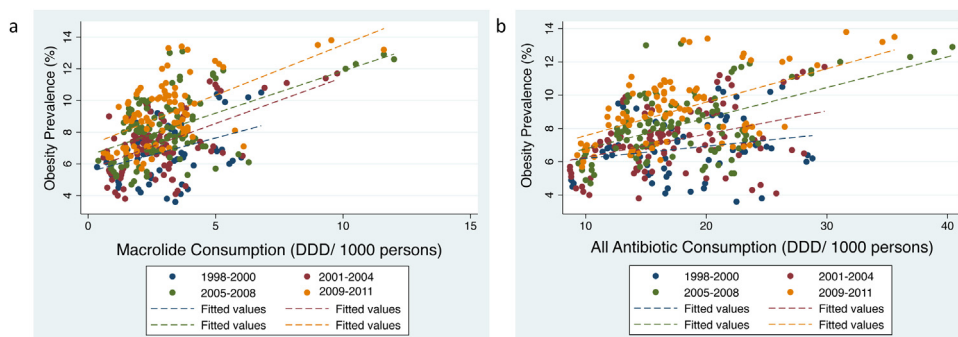 a
Obesity Prevalence (%)
14
12
10
8
6
4
0
5
10
15
Macrolide Consumption (DDD/ 1000 persons)
1998-2000
2001-2004
2005-2008
2009-2011
Fitted values
Fitted values
Fitted values
Fitted values
b
Obesity Prevalence (%)
14
12
10
8
6
4
10
20
30
40
All Antibiotic Consumption (DDD/ 1000 persons)
1998-2000
2001-2004
2005-2008
2009-2011
Fitted values
Fitted values
Fitted values
Fitted values